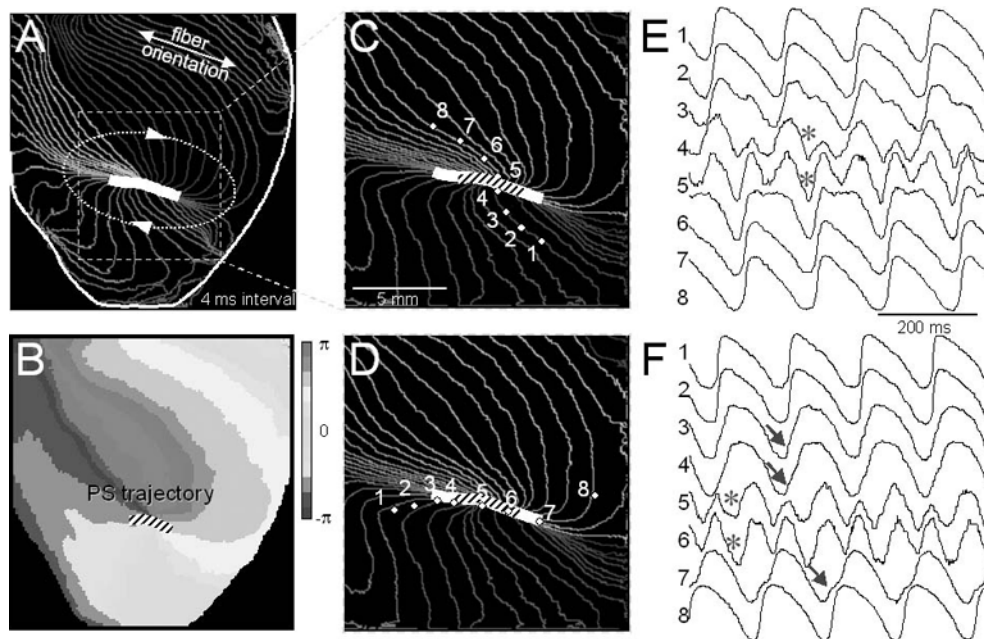 A
fiber
orientation
4 ms interval
B
π
0
-π
PS trajectory
C
8
7
6
5
4
3
2
1
5 mm
D
1 2 3 4 5 6 7 8
E
1
2
3
4 *
5 *
6
7
8
200 ms
F
1
2
3
4
5 *
6 *
7
8